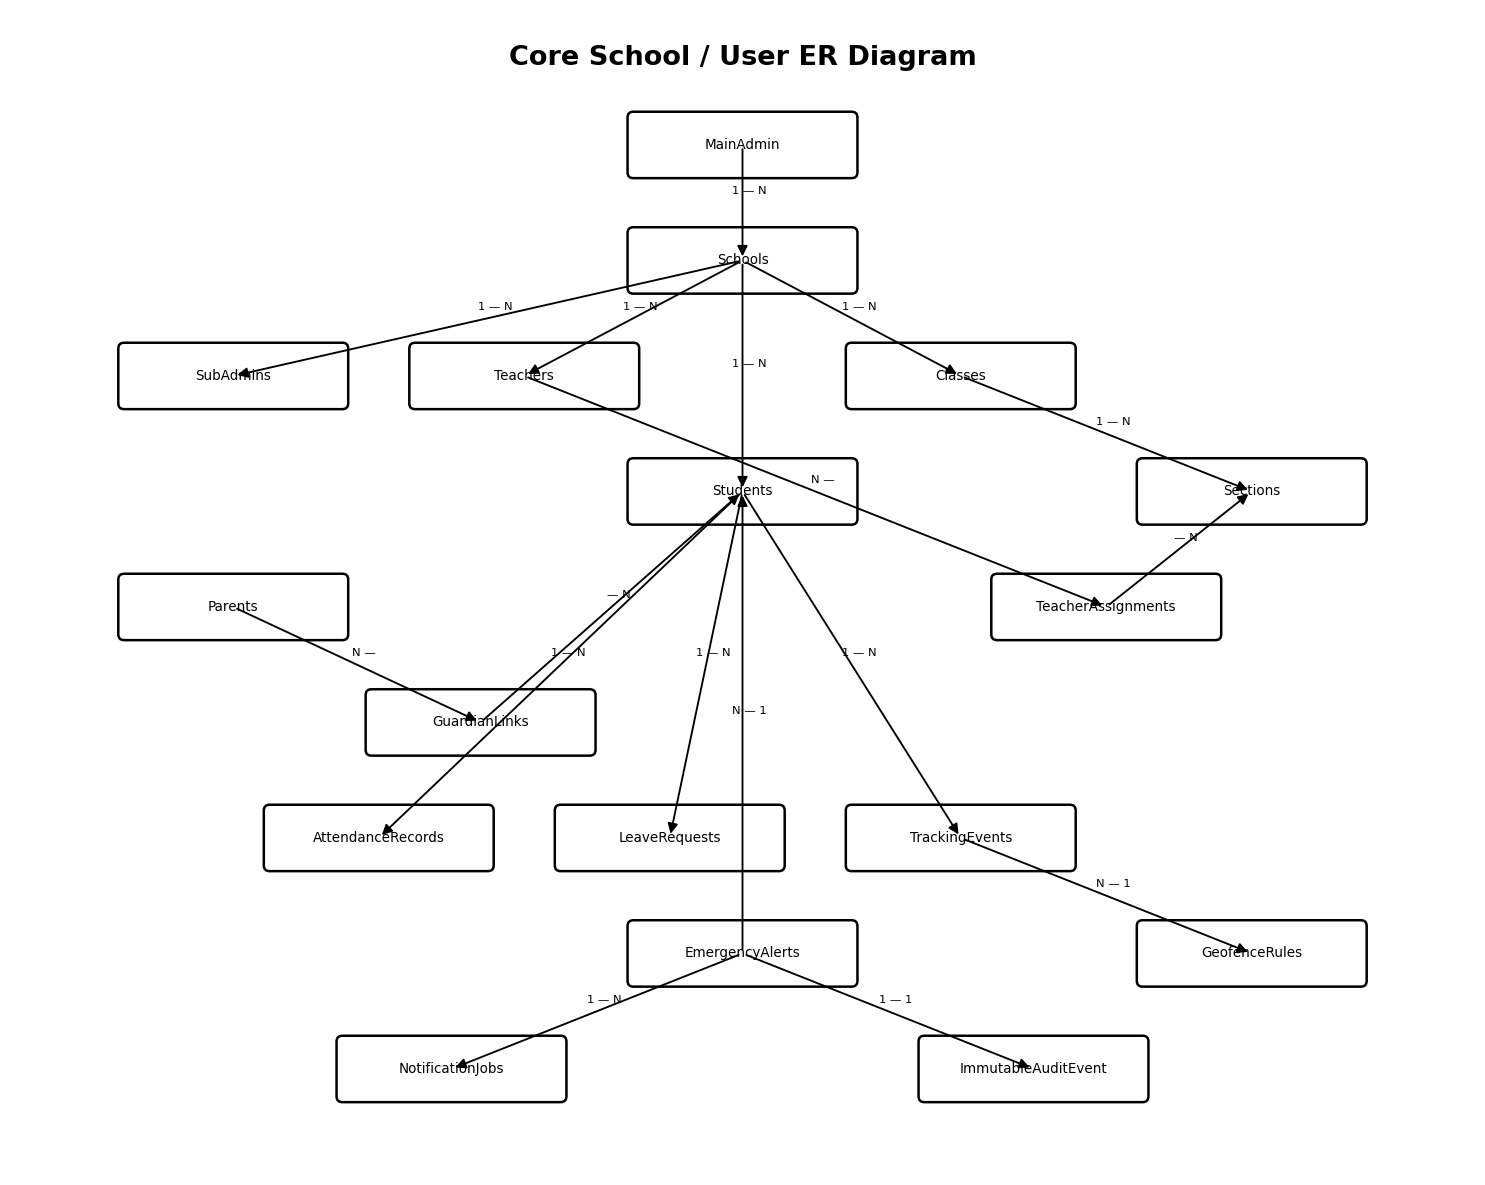 Core School / User ER Diagram
MainAdmin
1 — N
Schools
1 — N
1 — N
1 — N
1 — N
SubAdmins
Teachers
Classes
1 — N
N —
Students
Sections
— N
— N
Parents
TeacherAssignments
N —
1 — N
1 — N
1 — N
N — 1
GuardianLinks
AttendanceRecords
LeaveRequests
TrackingEvents
N — 1
EmergencyAlerts
GeofenceRules
1 — N
1 — 1
NotificationJobs
ImmutableAuditEvent